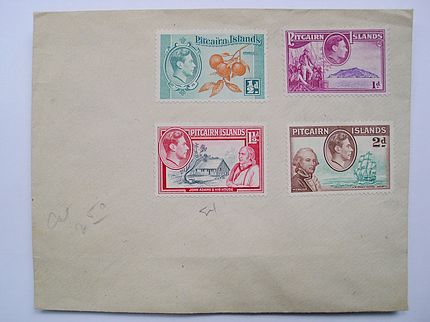 Pitcairn Islands
½d
PITCAIRN ISLANDS
1d
PITCAIRN ISLANDS
1½d
JOHN ADAMS & HIS HOUSE
PITCAIRN ISLANDS
2d